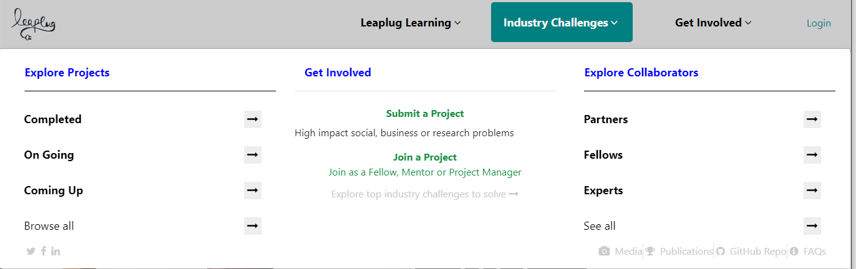 leaplug
Leaplug Learning
Industry Challenges
Get Involved
Login
Explore Projects
Completed
On Going
Coming Up
Browse all
Get Involved
Submit a Project
High impact social, business or research problems
Join a Project
Join as a Fellow, Mentor or Project Manager
Explore top industry challenges to solve
Explore Collaborators
Partners
Fellows
Experts
See all
Media
Publications
GitHub Repo
FAQs